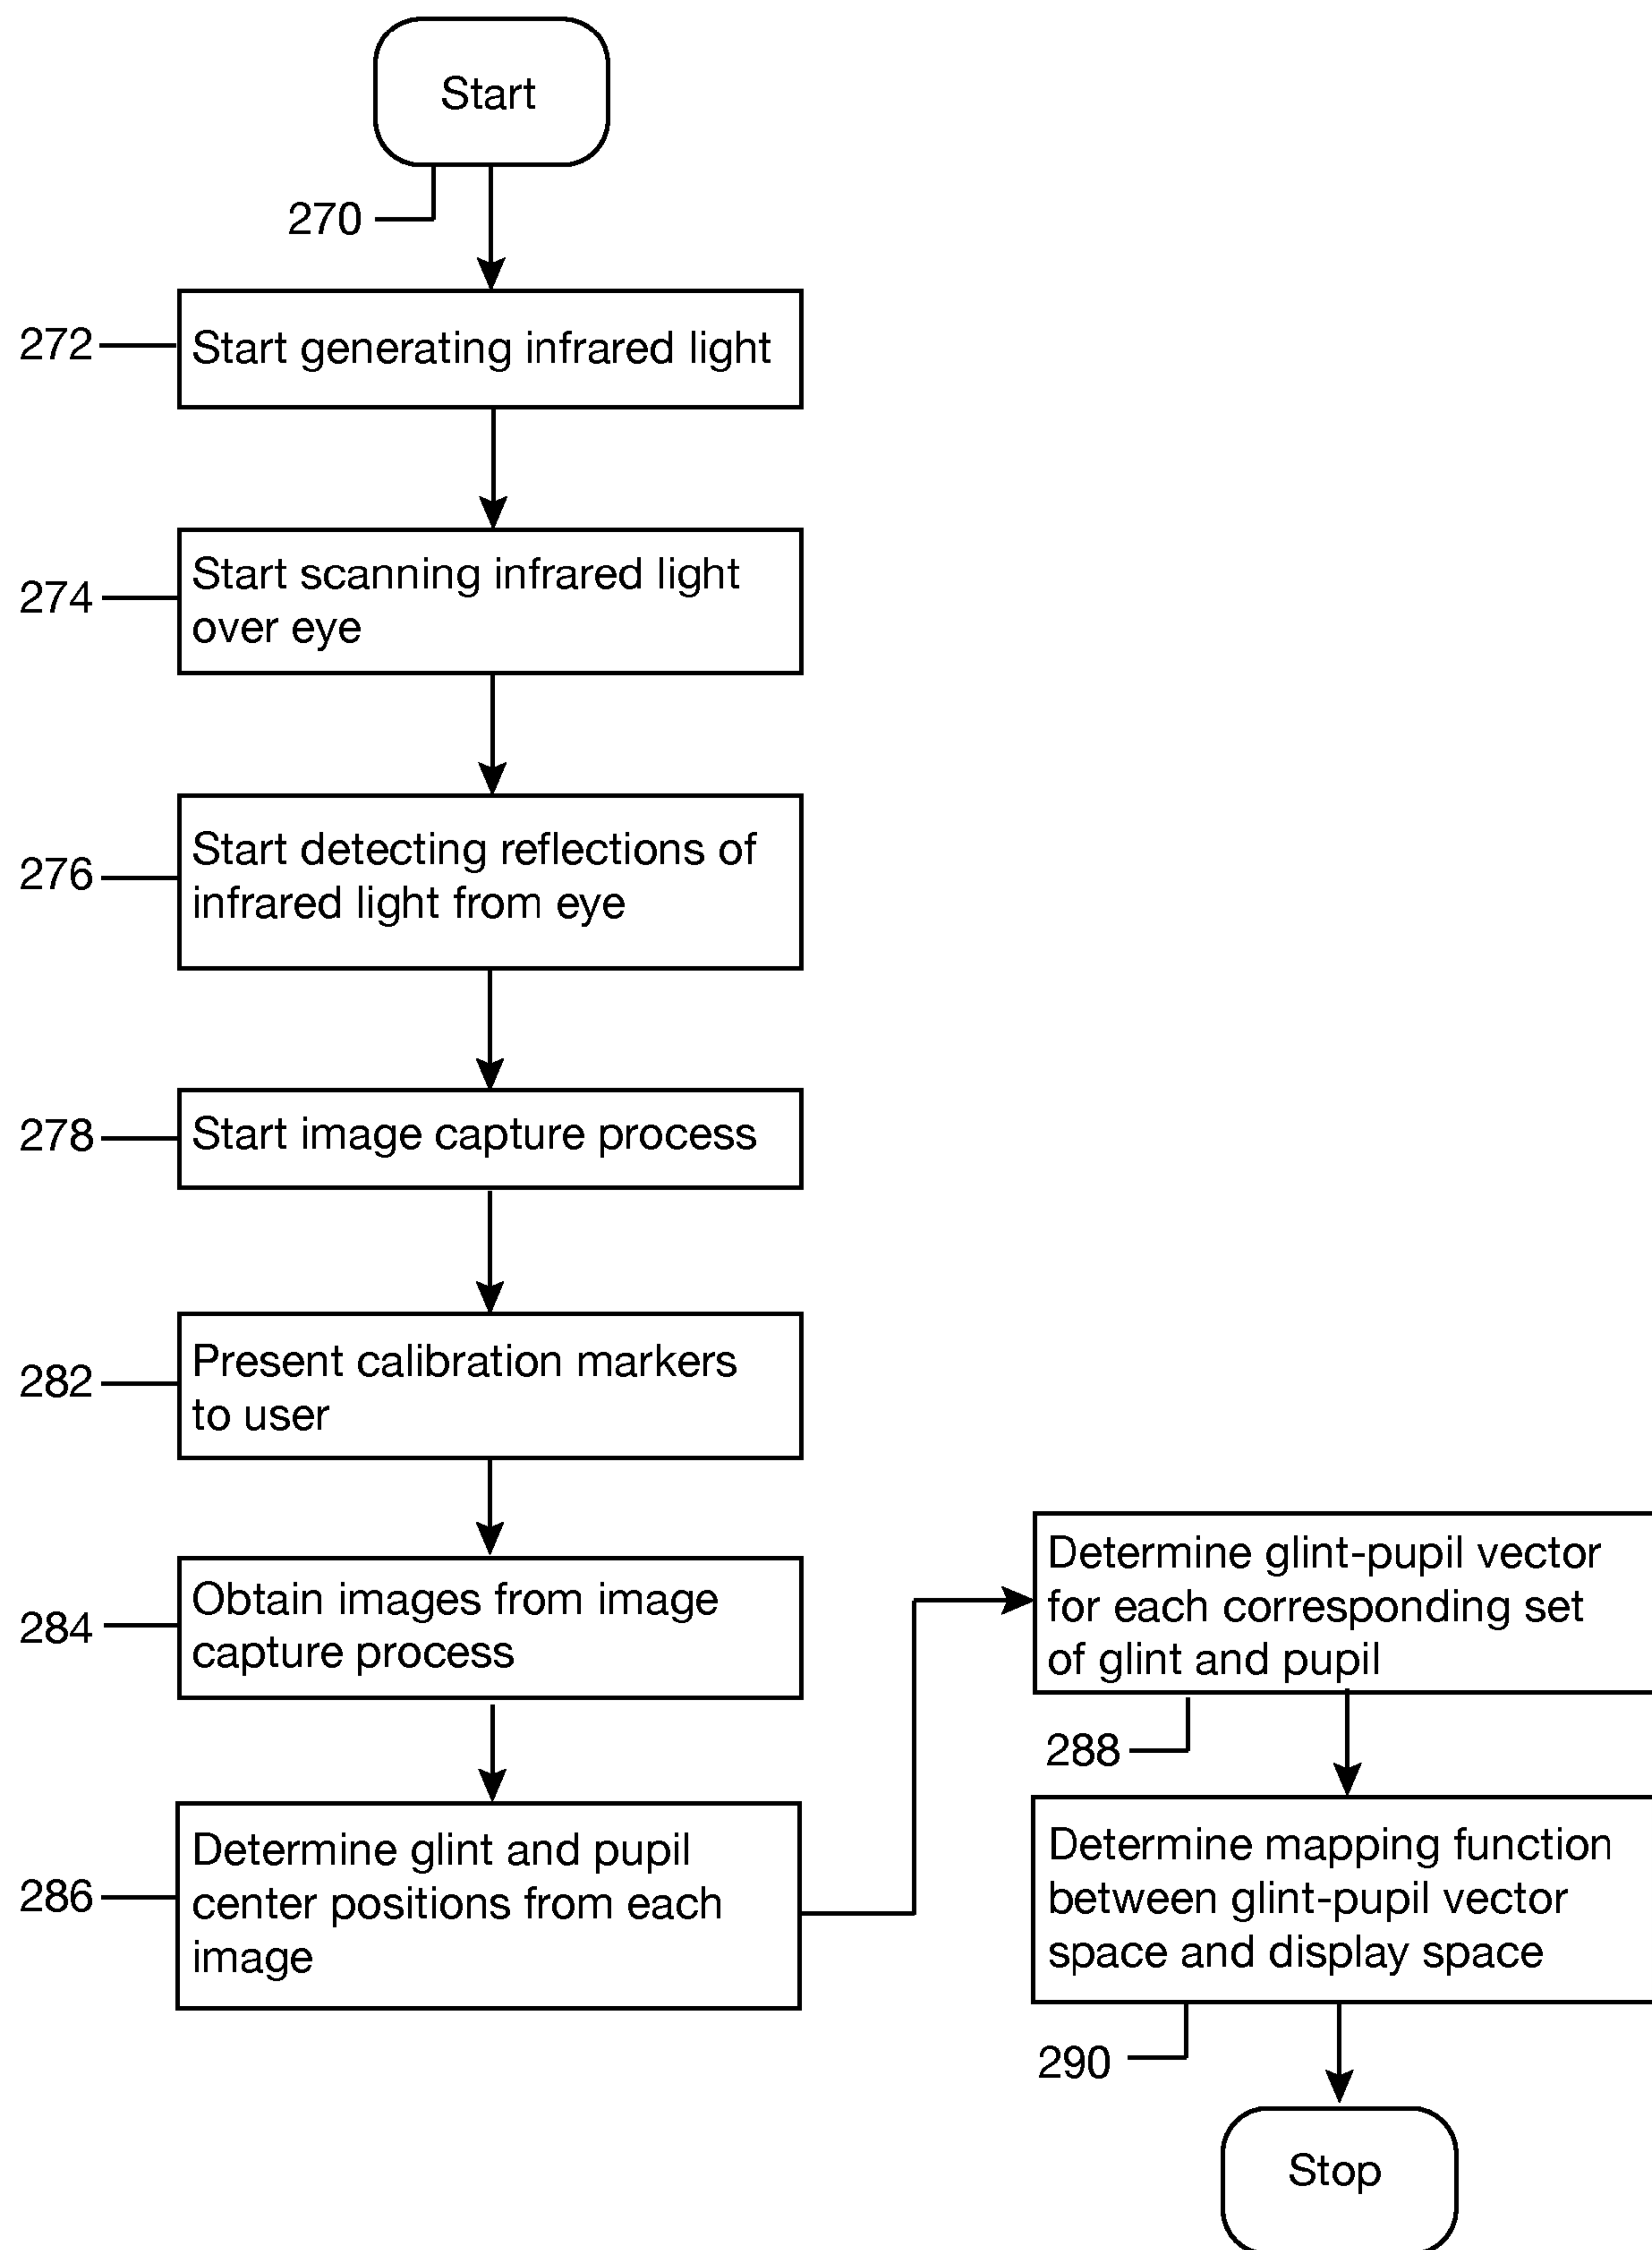 Start
270
272
Start generating infrared light
274
Start scanning infrared light
over eye
276
Start detecting reflections of
infrared light from eye
278
Start image capture process
282
Present calibration markers
to user
284
Obtain images from image
capture process
286
Determine glint and pupil
center positions from each
image
Determine glint-pupil vector
for each corresponding set
of glint and pupil
288
Determine mapping function
between glint-pupil vector
space and display space
290
Stop